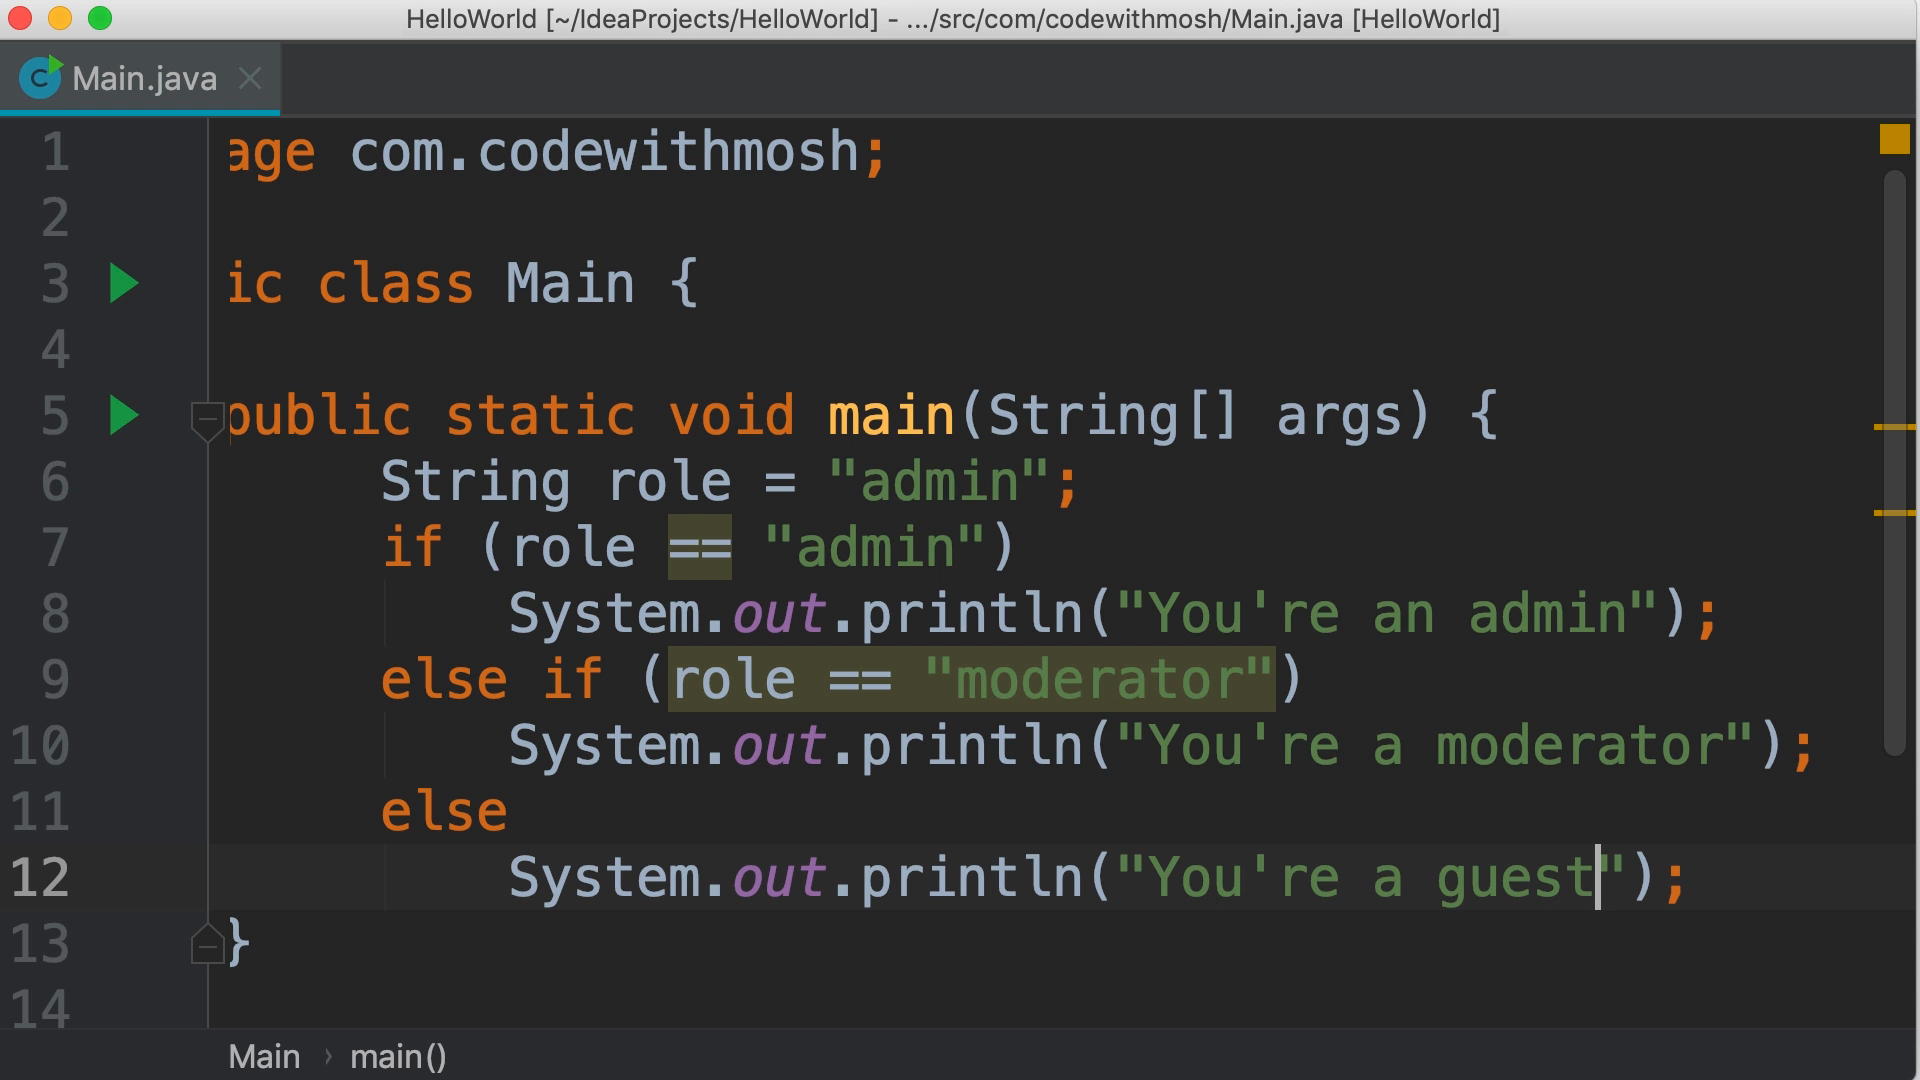 HelloWorld [~/IdeaProjects/HelloWorld] - .../src/com/codewithmosh/Main.java [HelloWorld]
C Main.java
1 age com.codewithmosh;
2
3 ic class Main {
4
5 public static void main(String[] args) {
6 String role = "admin";
7 if (role == "admin")
8 System.out.println("You're an admin");
9 else if (role == "moderator")
10 System.out.println("You're a moderator");
11 else
12 System.out.println("You're a guest");
13 }
14
Main › main()